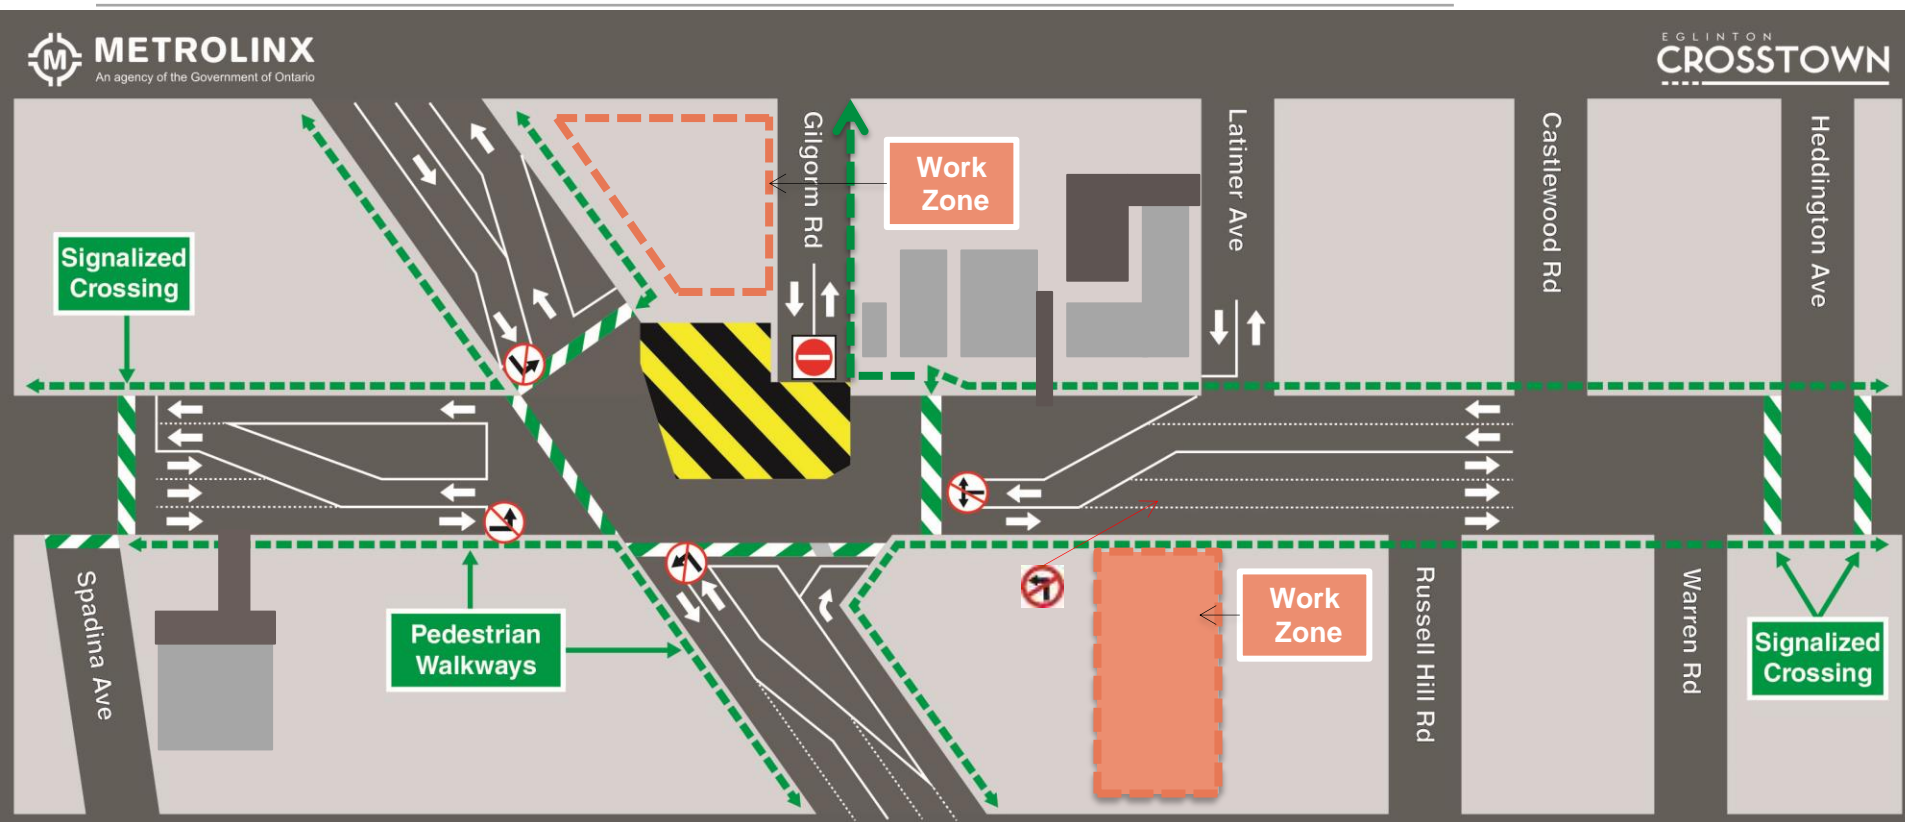 METROLINX
An agency of the Government of Ontario
EGLINTON
CROSSTOWN
Gilgorm Rd
Work
Zone
Latimer Ave
Castlewood Rd
Heddington Ave
Signalized
Crossing
Spadina Ave
Pedestrian
Walkways
Work
Zone
Russell Hill Rd
Warren Rd
Signalized
Crossing